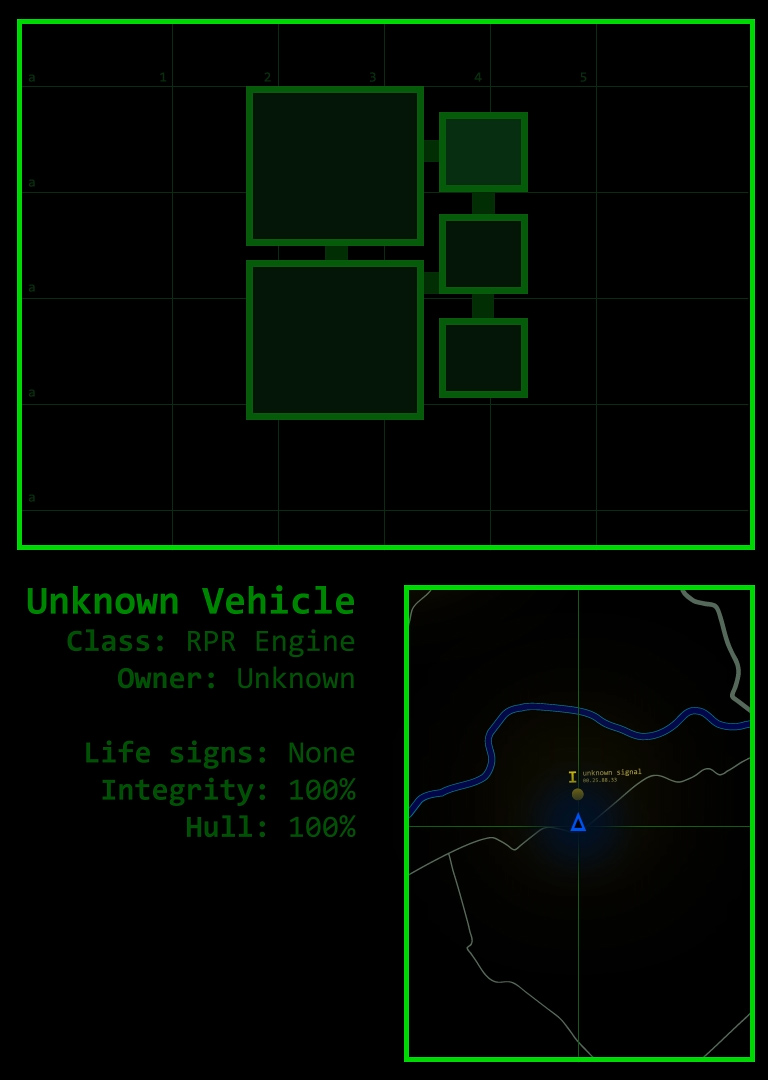 1 2 3 4 5
a
a
a
a
a
Unknown Vehicle
Class: RPR Engine
Owner: Unknown
Life signs: None
Integrity: 100%
Hull: 100%
I unknown signal